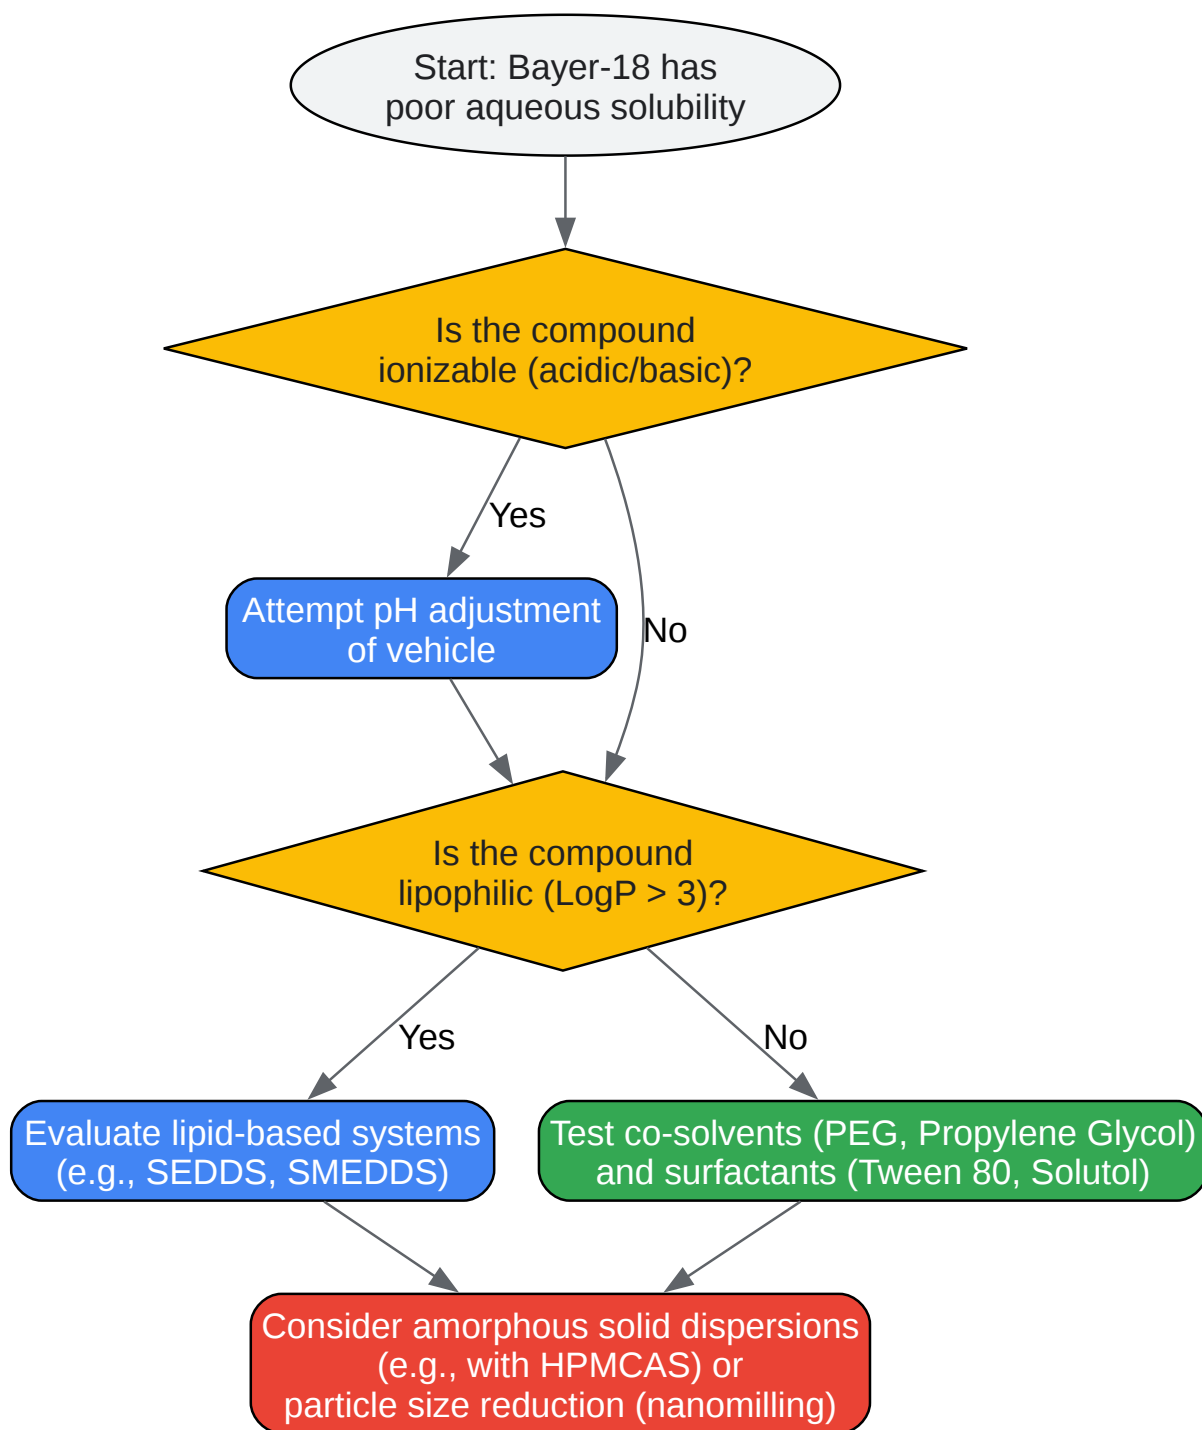 Start: Bayer-18 has
poor aqueous solubility
Is the compound
ionizable (acidic/basic)?
Yes
Attempt pH adjustment
of vehicle
No
Is the compound
lipophilic (LogP > 3)?
Yes
No
Evaluate lipid-based systems
(e.g., SEDDS, SMEDDS)
Test co-solvents (PEG, Propylene Glycol)
and surfactants (Tween 80, Solutol)
Consider amorphous solid dispersions
(e.g., with HPMCAS) or
particle size reduction (nanomilling)